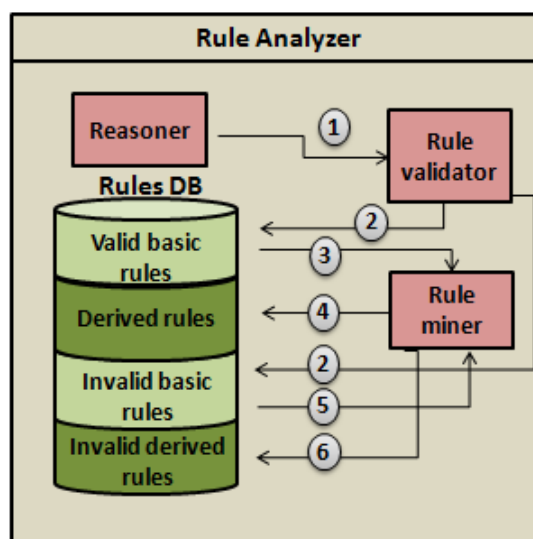 Rule Analyzer
Reasoner
1
Rule
validator
Rules DB
2
Valid basic
rules
3
Rule
miner
Derived rules
4
2
Invalid basic
rules
5
Invalid derived
rules
6